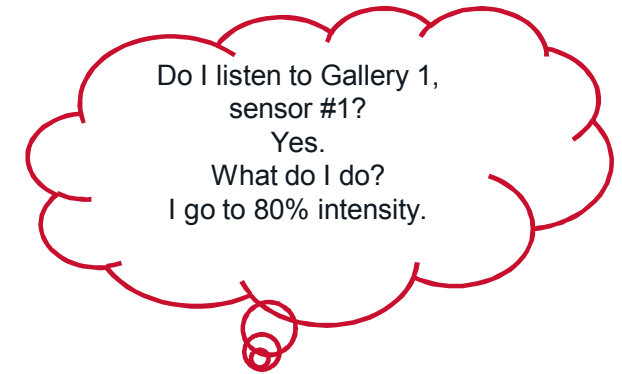 Do I listen to Gallery 1,
sensor #1?
Yes.
What do I do?
I go to 80% intensity.